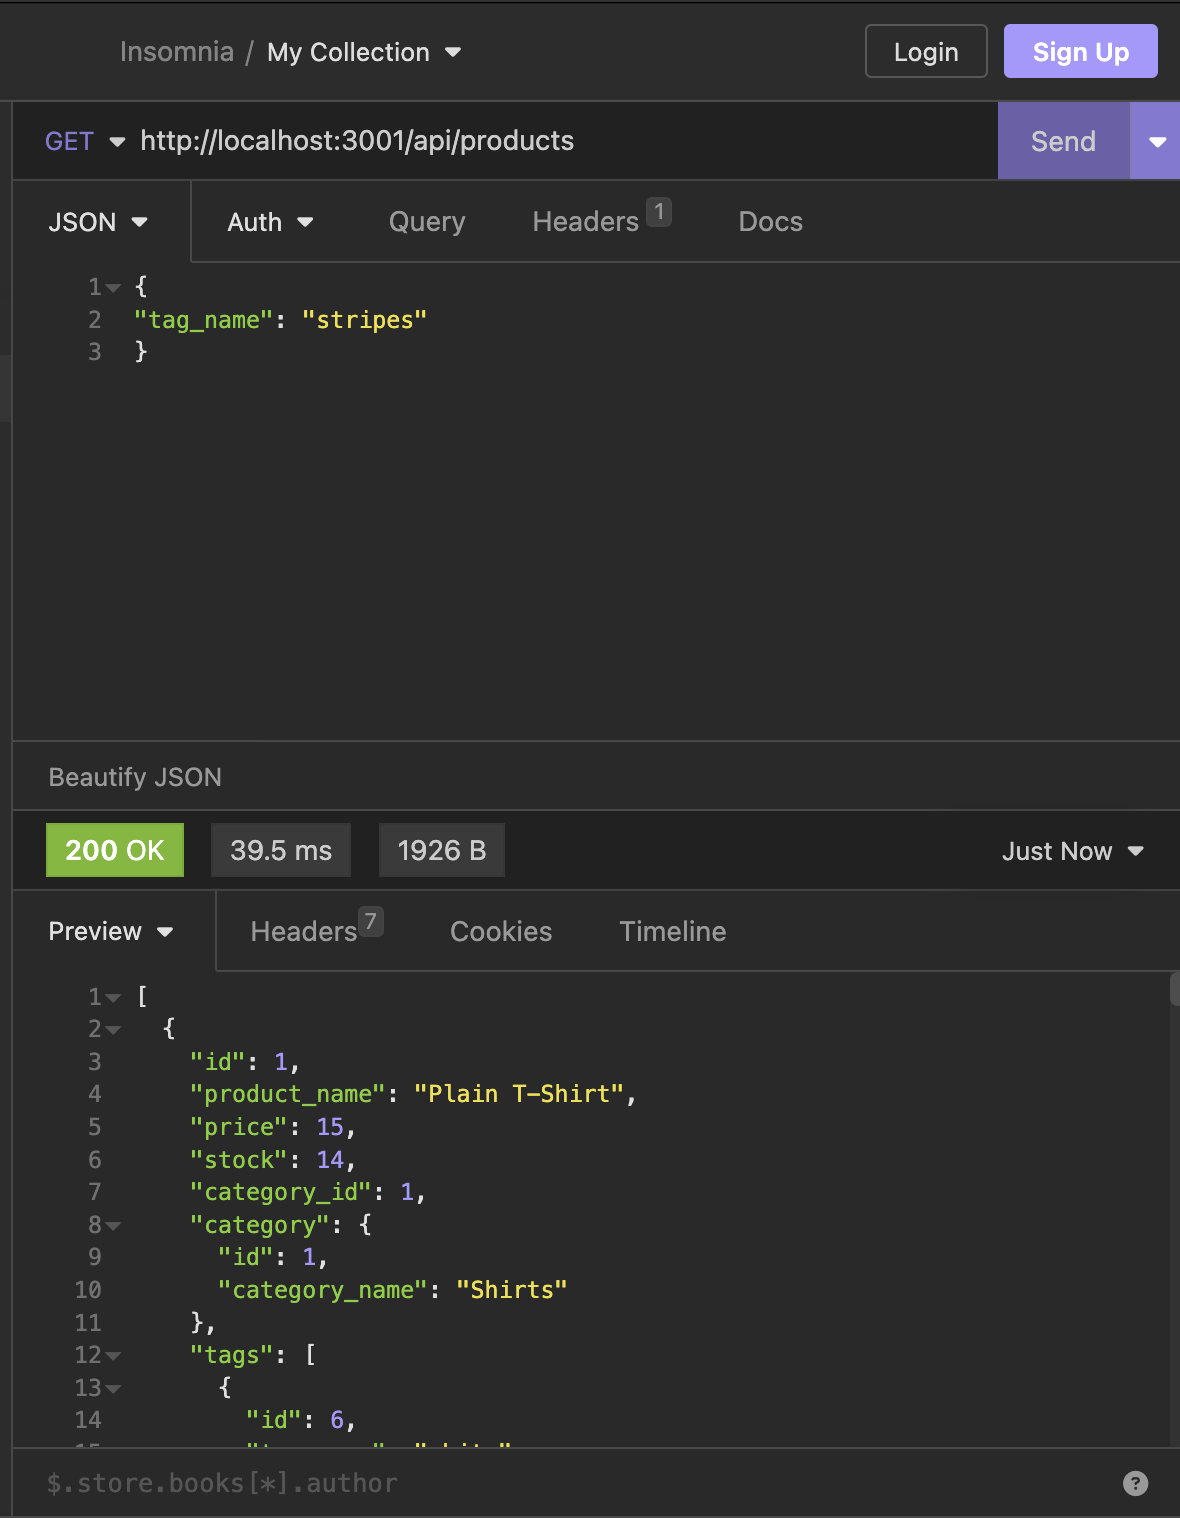 Insomnia / My Collection
Login
Sign Up
GET http://localhost:3001/api/products
Send
JSON Auth Query Headers 1 Docs
1 {
2 "tag_name": "stripes"
3 }
Beautify JSON
200 OK 39.5 ms 1926 B Just Now
Preview Headers 7 Cookies Timeline
1 [
2 {
3 "id": 1,
4 "product_name": "Plain T-Shirt",
5 "price": 15,
6 "stock": 14,
7 "category_id": 1,
8 "category": {
9 "id": 1,
10 "category_name": "Shirts"
11 },
12 "tags": [
13 {
14 "id": 6,
$.store.books[*].author
?